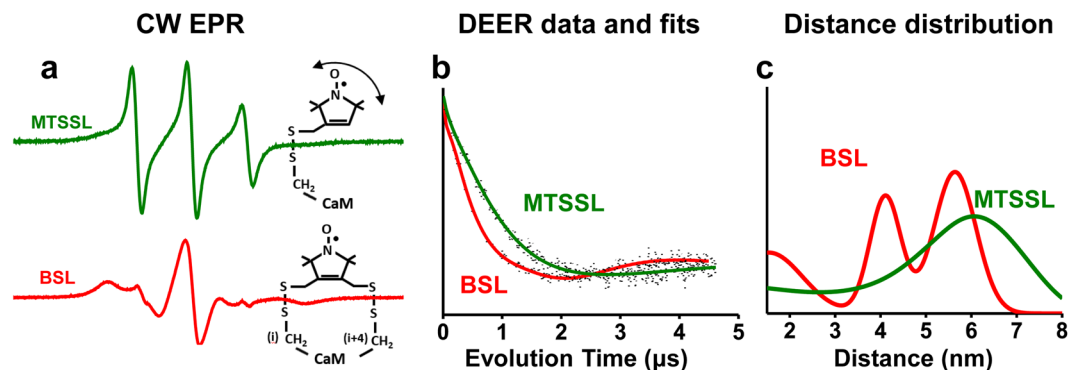 CW EPR
DEER data and fits
Distance distribution
a
MTSSL
O
N
S
S
CH2
CaM
BSL
O
N
S
S
S
S
CH2
CH2
(i)
(i+4)
CaM
b
MTSSL
BSL
0
1
2
3
4
5
Evolution Time (µs)
c
BSL
MTSSL
2
3
4
5
6
7
8
Distance (nm)